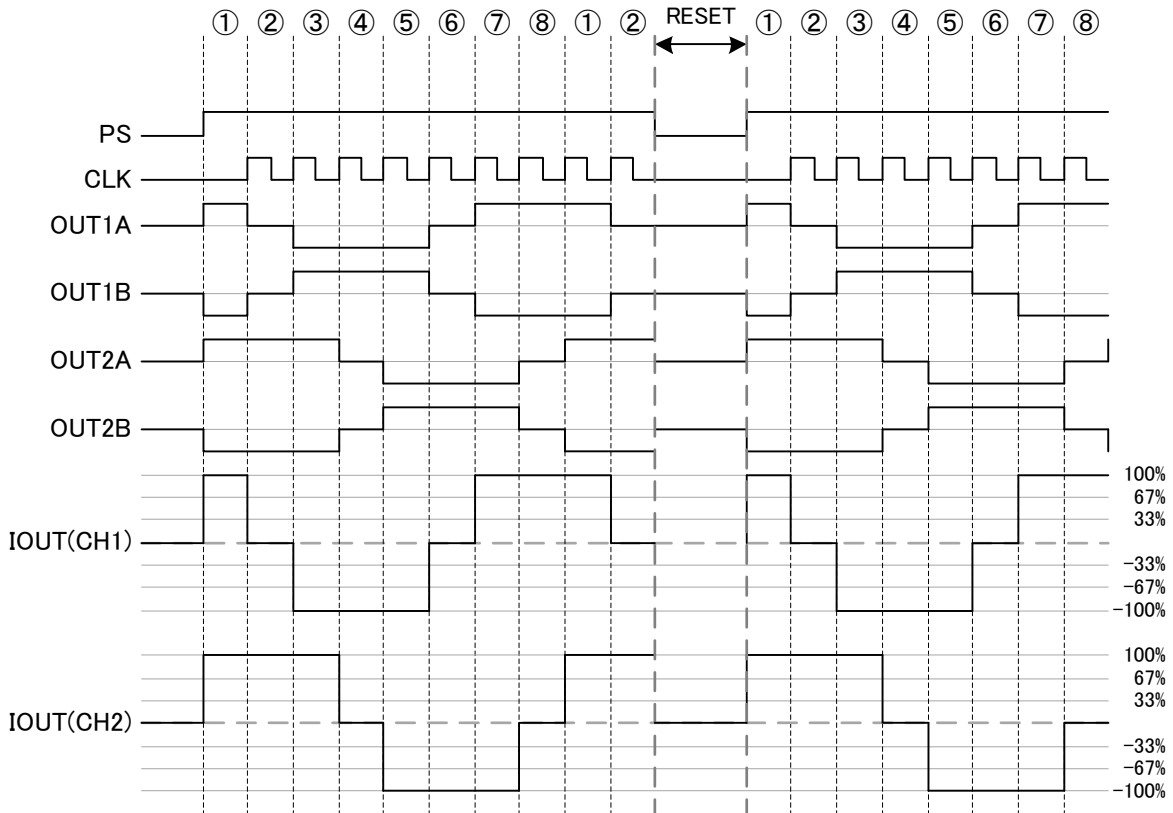 ① ② ③ ④ ⑤ ⑥ ⑦ ⑧ ① ② RESET ① ② ③ ④ ⑤ ⑥ ⑦ ⑧
PS
CLK
OUT1A
OUT1B
OUT2A
OUT2B
IOUT(CH1)
100%
67%
33%
-33%
-67%
-100%
IOUT(CH2)
100%
67%
33%
-33%
-67%
-100%